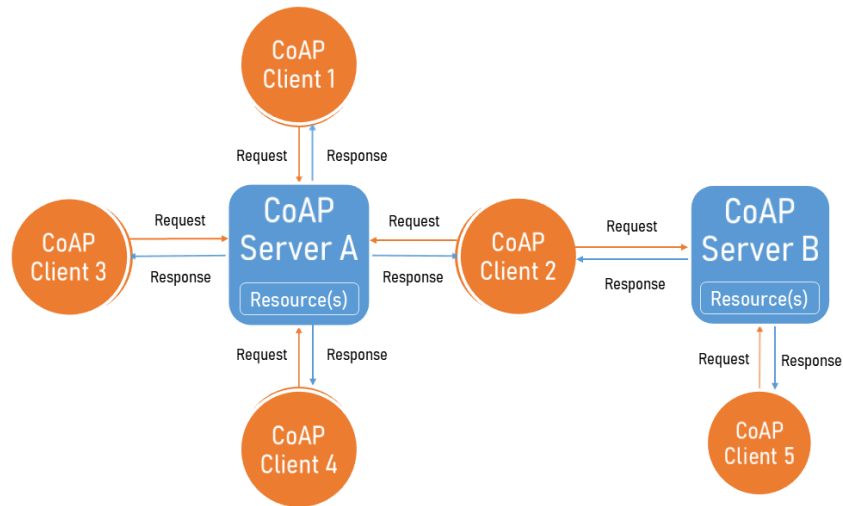 CoAP
Client 1
Request
Response
CoAP
Server A
Resource(s)
CoAP
Client 3
Request
Response
Request
Response
CoAP
Client 2
Request
Response
CoAP
Server B
Resource(s)
Request
Response
CoAP
Client 4
Request
Response
CoAP
Client 5